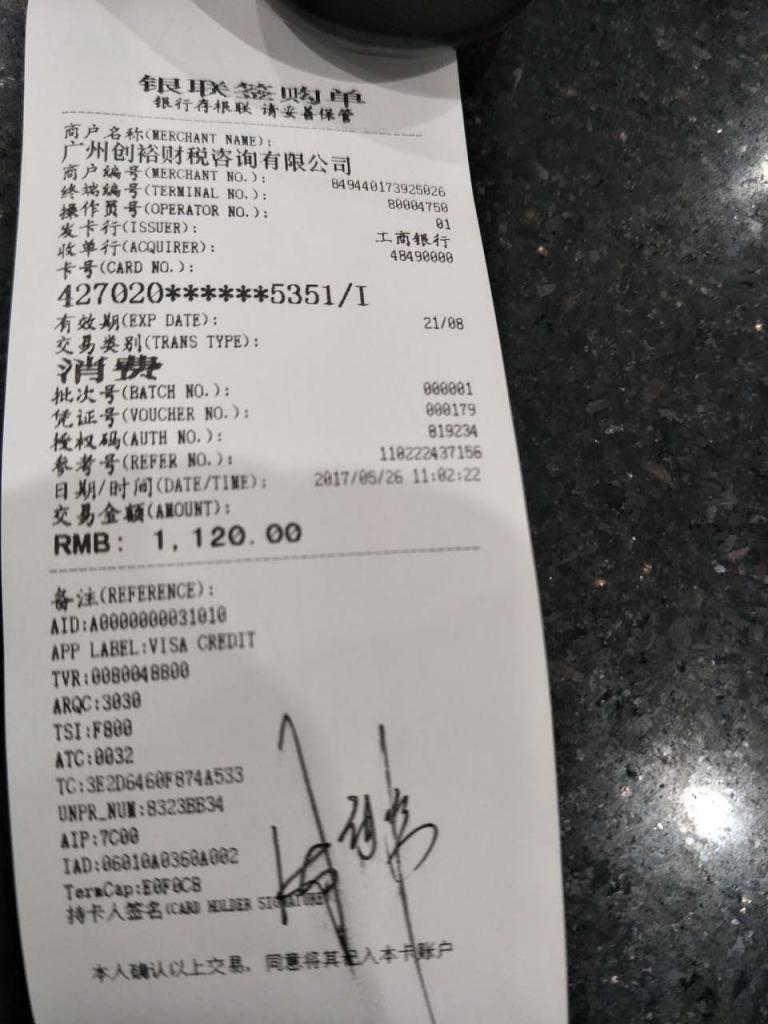 银联签购单
银行存根联 请妥善保管
商户名称(MERCHANT NAME):
广州创裕财税咨询有限公司
商户编号(MERCHANT NO.): 849440173925026
终端编号(TERMINAL NO.): 80004750
操作员号(OPERATOR NO.): 01
发卡行(ISSUER): 工商银行
收单行(ACQUIRER): 48490000
卡号(CARD NO.):
427020******5351/I
有效期(EXP DATE): 21/08
交易类别(TRANS TYPE):
消费
批次号(BATCH NO.): 000001
凭证号(VOUCHER NO.): 000179
授权码(AUTH NO.): 819234
参考号(REFER NO.): 110222437156
日期/时间(DATE/TIME): 2017/05/26 11:02:22
交易金额(AMOUNT):
RMB: 1,120.00
备注(REFERENCE):
AID:A0000000031010
APP LABEL:VISA CREDIT
TVR:0080048800
ARQC:3030
TSI:F800
ATC:0032
TC:3E2D6460F874A533
UNPR_NUM:8323BB34
AIP:7C00
IAD:06010A0360A002
TermCap:E0F0C8
持卡人签名(CARD HOLDER SIGNATURE)
本人确认以上交易, 同意将其记入本卡账户